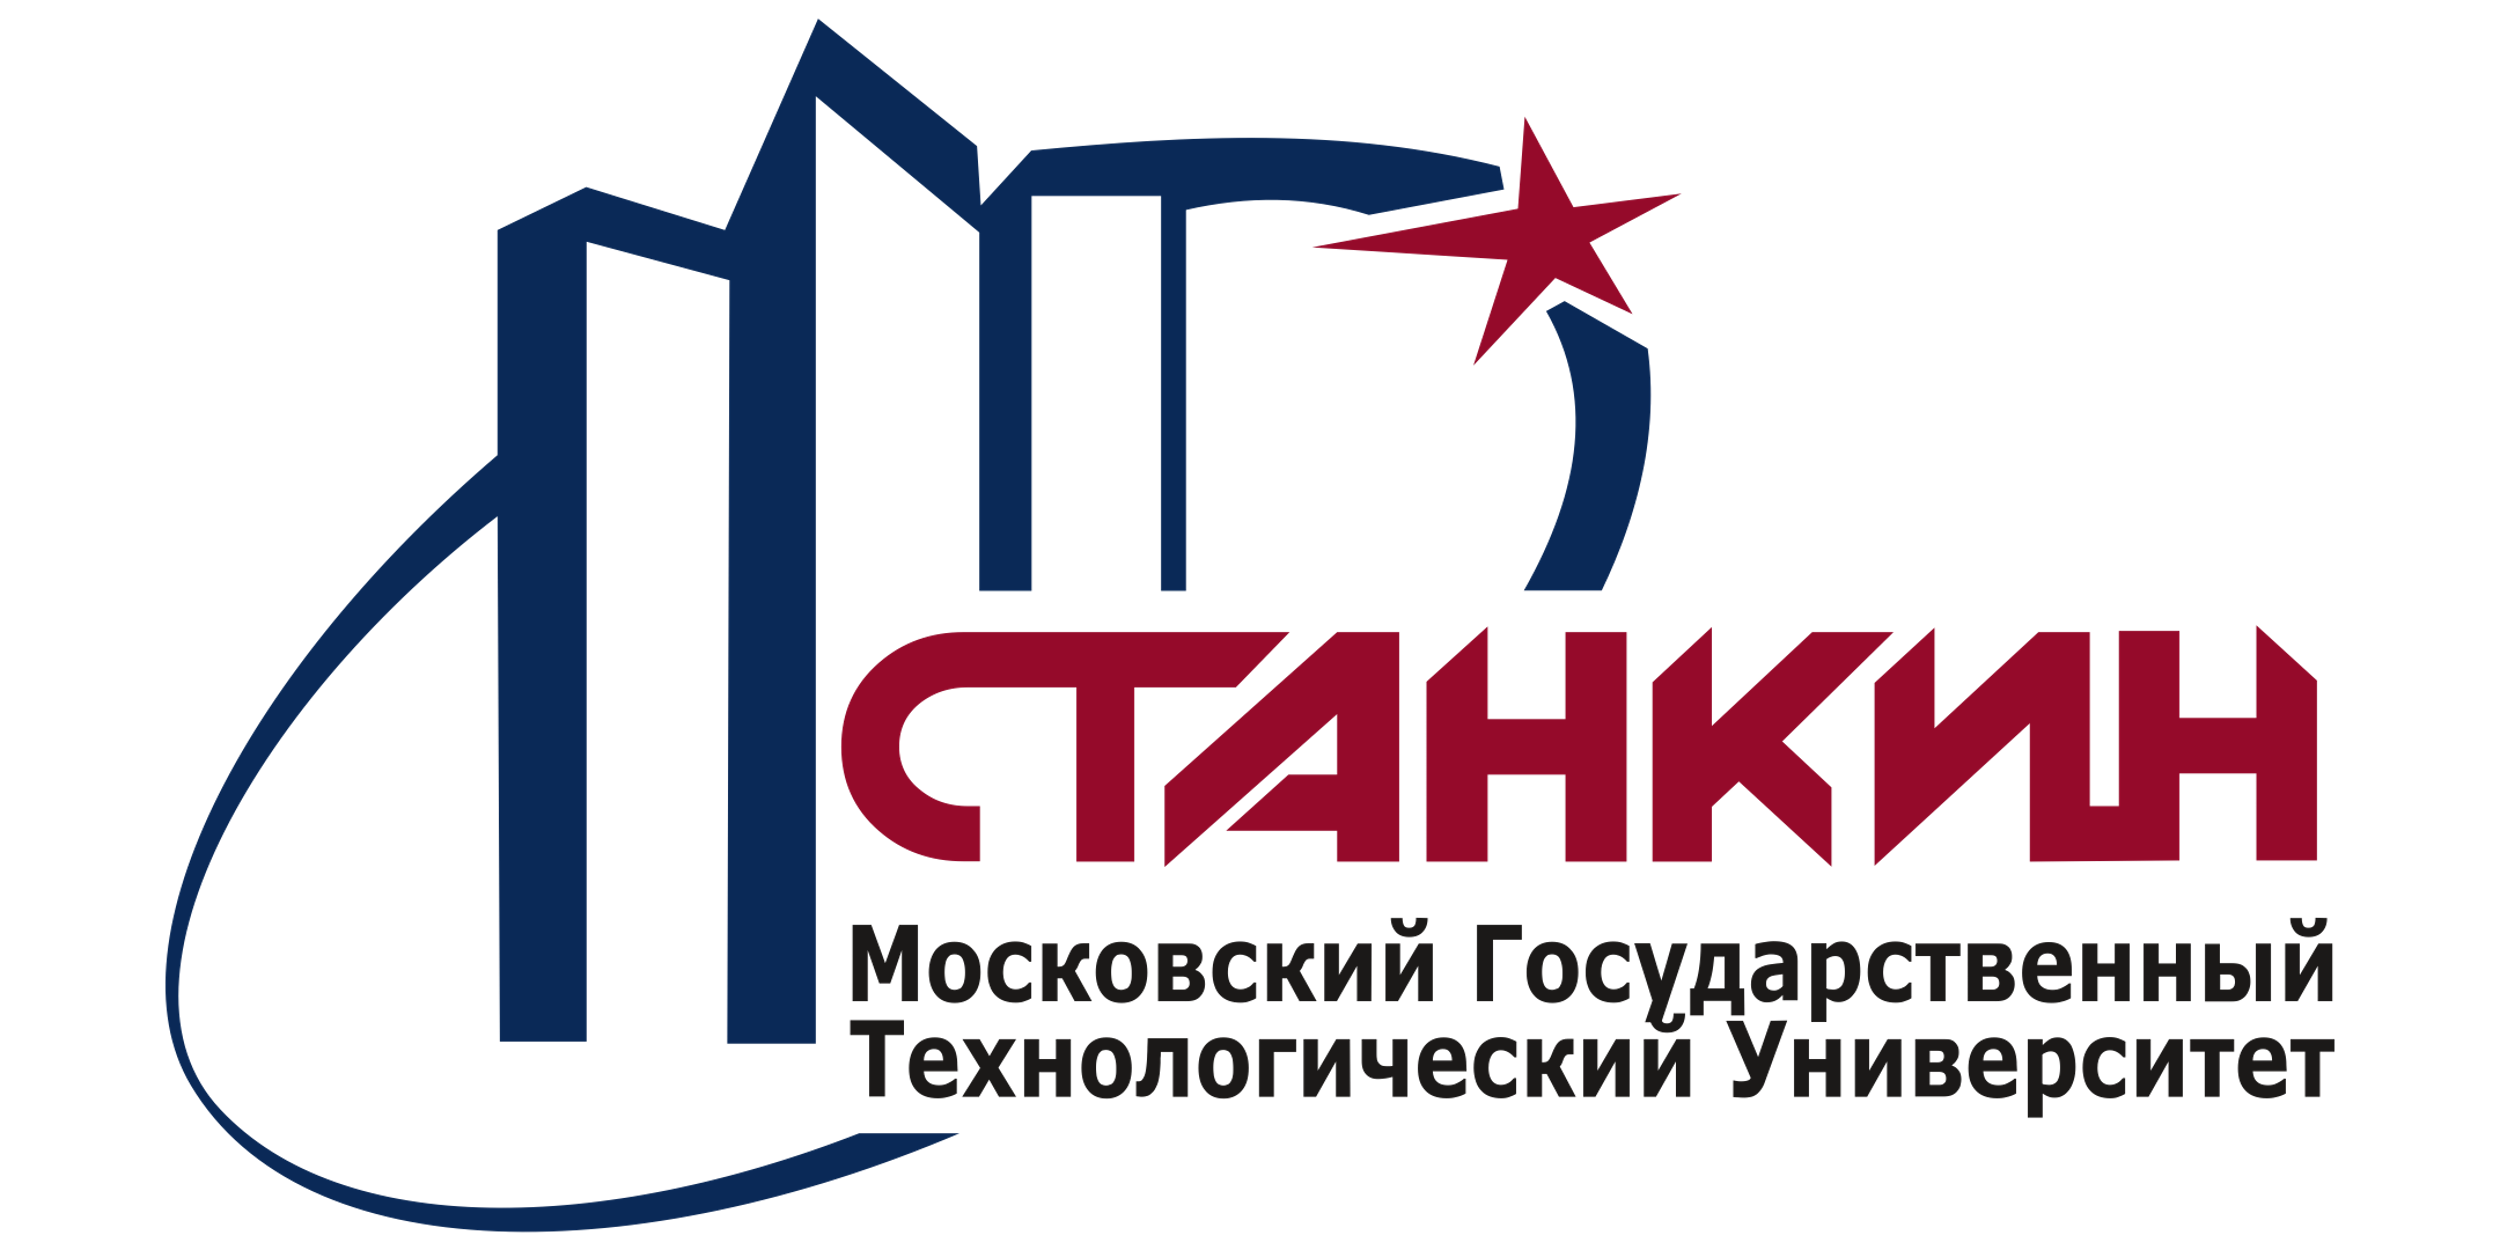 СТАНКИН
Московский Государственный
Технологический Университет